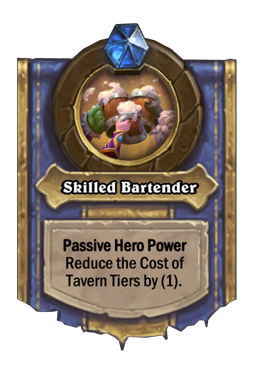 Skilled Bartender
Passive Hero Power
Reduce the Cost of
Tavern Tiers by (1).